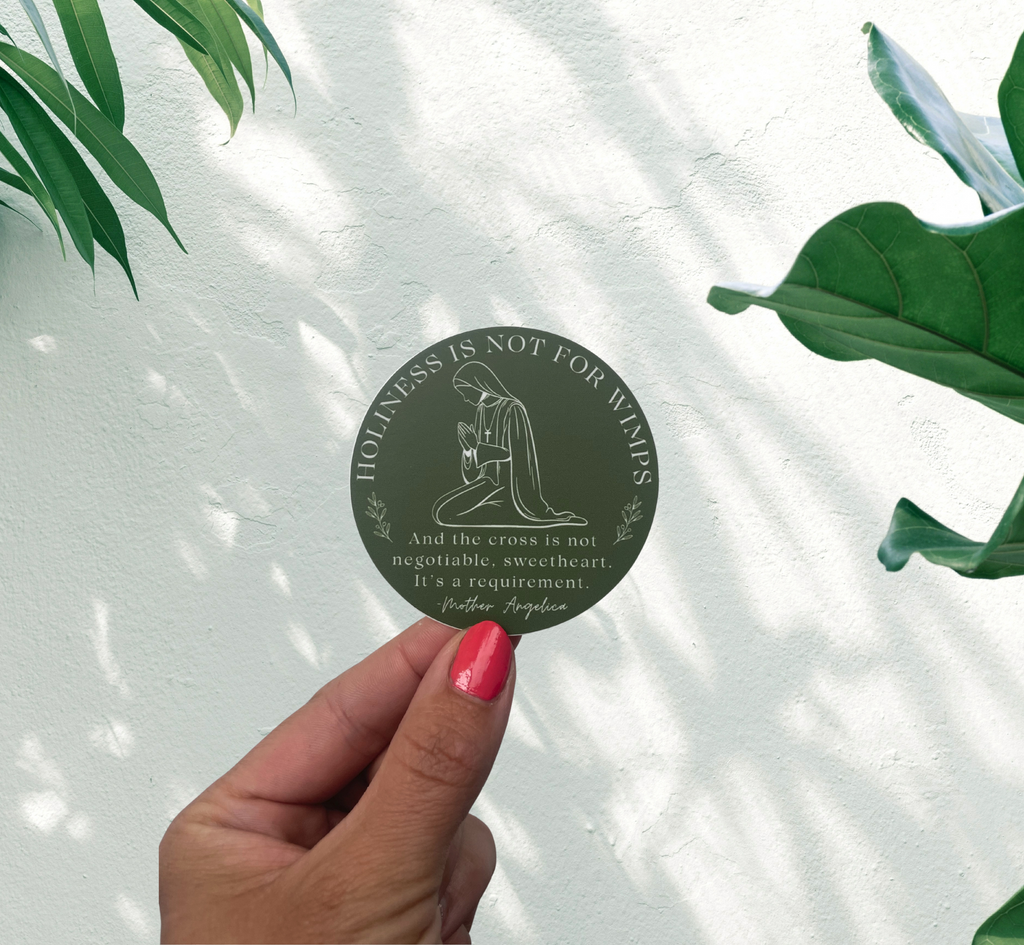 HOLINESS IS NOT FOR WIMPS
And the cross is not
negotiable, sweetheart.
It's a requirement.
-Mother Angelica